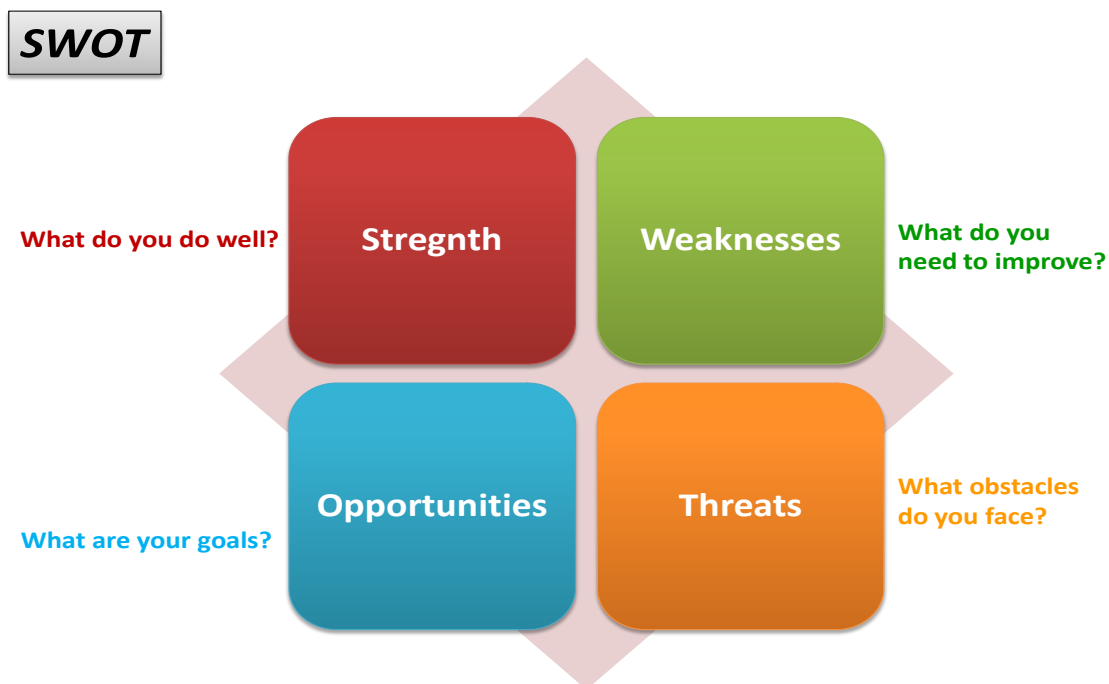 SWOT
What do you do well?
Stregnth
Weaknesses
What do you
need to improve?
What are your goals?
Opportunities
Threats
What obstacles
do you face?